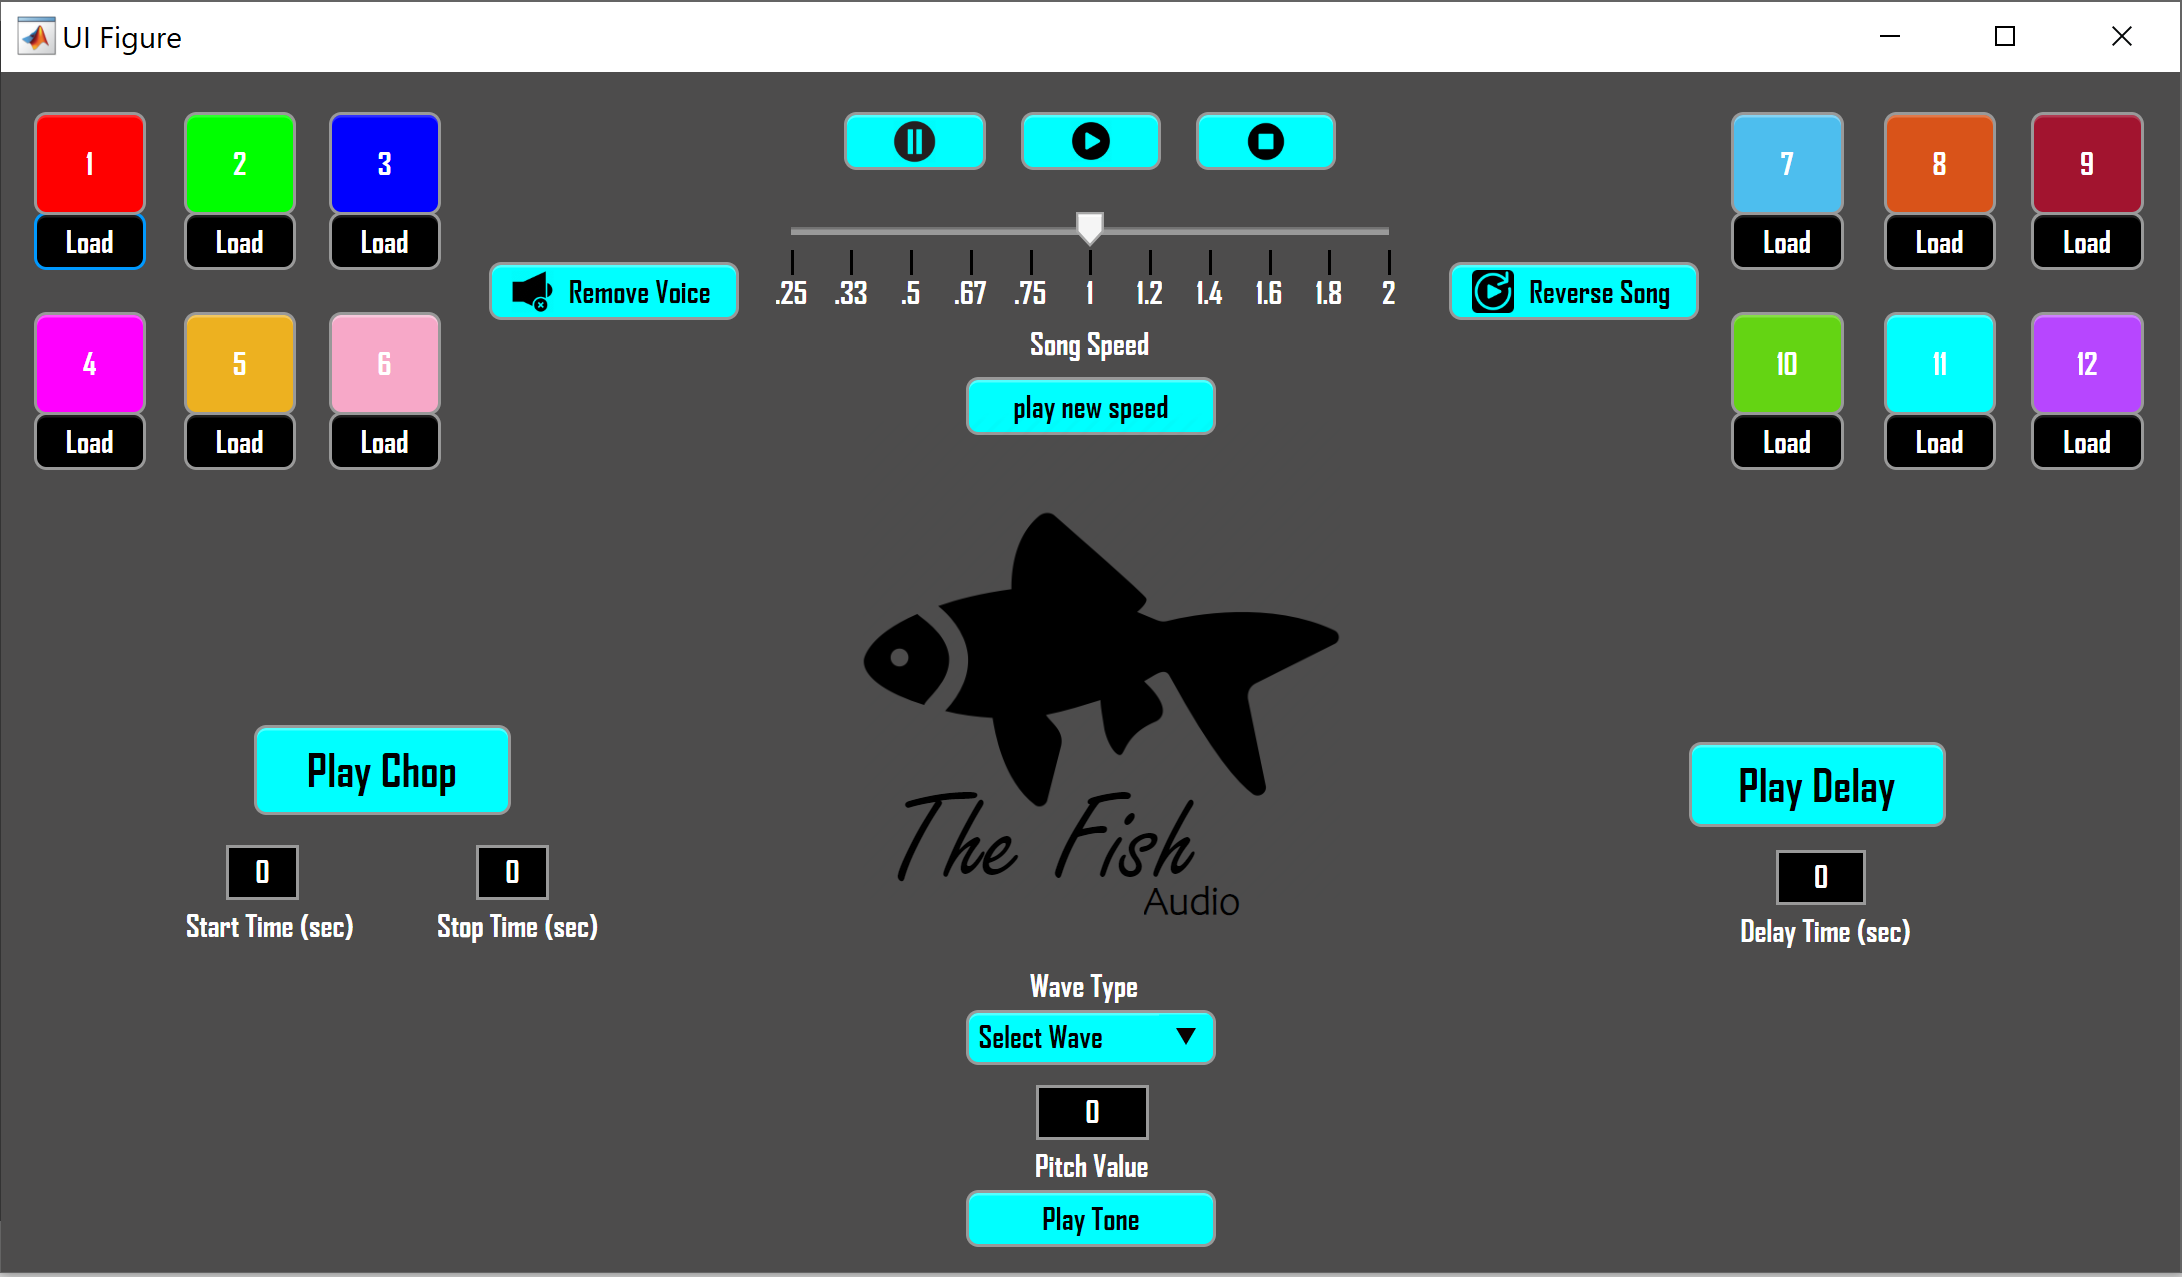 UI Figure
1 2 3
Load Load Load
4 5 6
Load Load Load
Remove Voice
.25 .33 .5 .67 .75 1 1.2 1.4 1.6 1.8 2
Song Speed
play new speed
Reverse Song
7 8 9
Load Load Load
10 11 12
Load Load Load
The Fish
Audio
Play Chop
0 0
Start Time (sec) Stop Time (sec)
Play Delay
0
Delay Time (sec)
Wave Type
Select Wave
0
Pitch Value
Play Tone